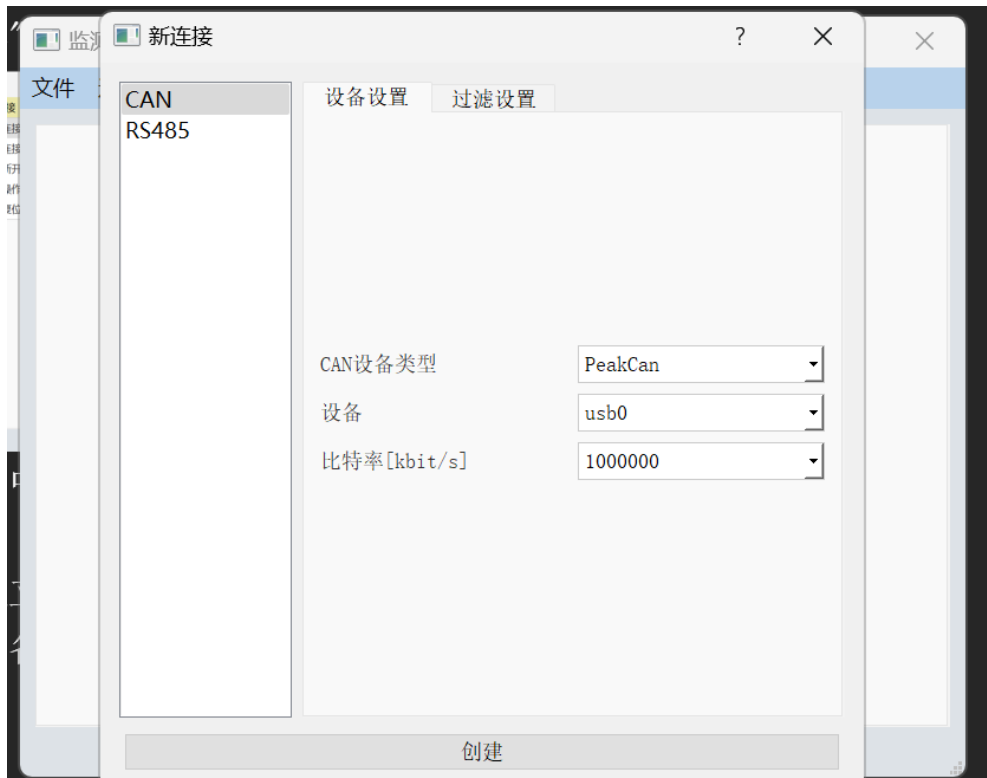 监测
新连接
?
文件
CAN
RS485
设备设置
过滤设置
CAN设备类型
PeakCan
设备
usb0
比特率[kbit/s]
1000000
创建